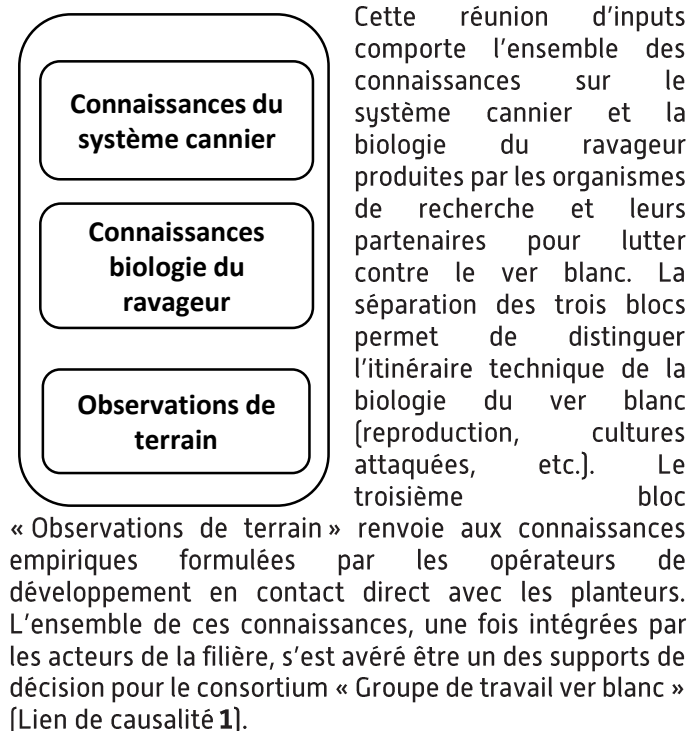 Connaissances du
système cannier
Connaissances
biologie du
ravageur
Observations de
terrain
Cette réunion d'inputs
comporte l'ensemble des
connaissances sur le
système cannier et la
biologie du ravageur
produites par les organismes
de recherche et leurs
partenaires pour lutter
contre le ver blanc. La
séparation des trois blocs
permet de distinguer
l'itinéraire technique de la
biologie du ver blanc
(reproduction, cultures
attaquées, etc.). Le
troisième bloc
« Observations de terrain » renvoie aux connaissances
empiriques formulées par les opérateurs de
développement en contact direct avec les planteurs.
L'ensemble de ces connaissances, une fois intégrées par
les acteurs de la filière, s'est avéré être un des supports de
décision pour le consortium « Groupe de travail ver blanc »
(Lien de causalité 1).